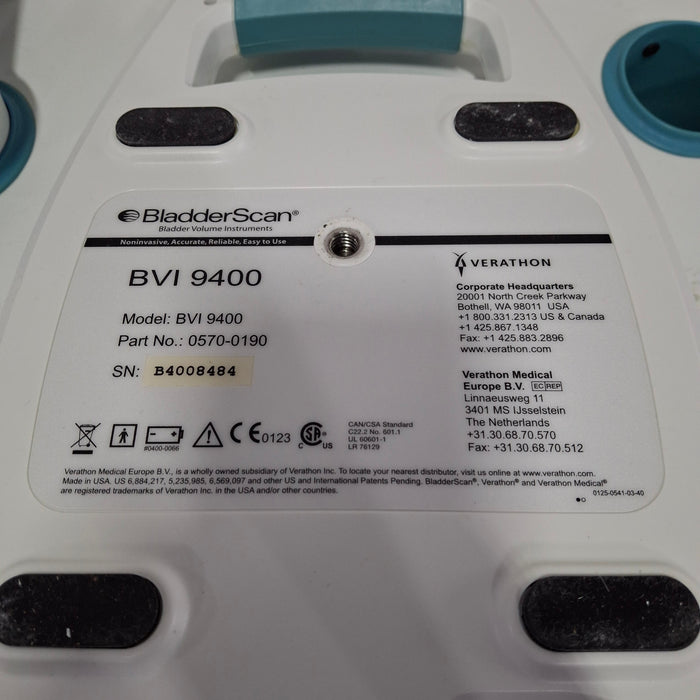 BladderScan®
Bladder Volume Instruments
Noninvasive, Accurate, Reliable, Easy to Use
BVI 9400
Model: BVI 9400
Part No.: 0570-0190
SN: B4008484
VERATHON
Corporate Headquarters
20001 North Creek Parkway
Bothell, WA 98011 USA
+1 800.331.2313 US & Canada
+1 425.867.1348
Fax: +1 425.883.2896
www.verathon.com
Verathon Medical
Europe B.V. EC REP
Linnaeusweg 11
3401 MS IJsselstein
The Netherlands
+31.30.68.70.570
Fax: +31.30.68.70.512
#0400-0066
CE 0123
C SA US
CAN/CSA Standard
C22.2 No. 601.1
UL 60601-1
LR 76129
Verathon Medical Europe B.V., is a wholly owned subsidiary of Verathon Inc. To locate your nearest distributor, visit us online at www.verathon.com.
Made in USA. US 6,884,217, 5,235,985, 6,569,097 and other US and International Patents Pending. BladderScan®, Verathon® and Verathon Medical®
are registered trademarks of Verathon Inc. in the USA and/or other countries.
0125-0541-03-40